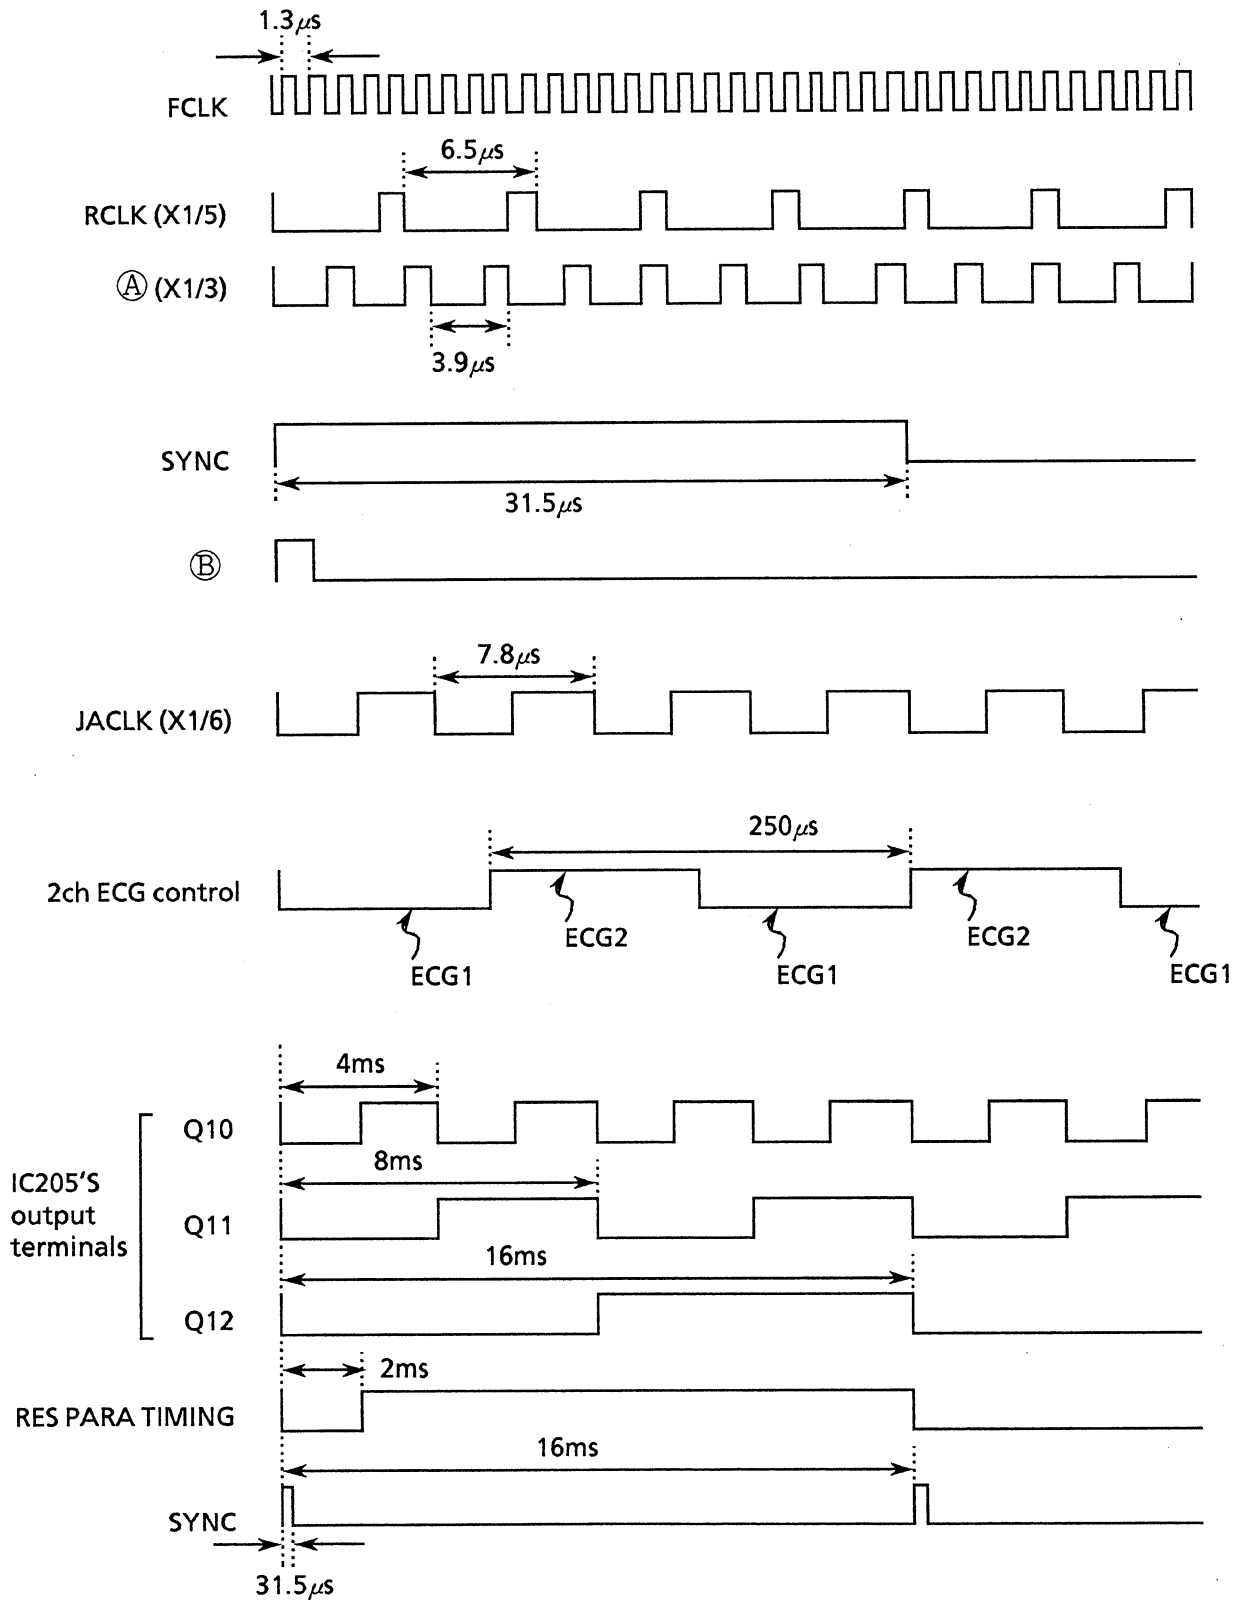 1.3μs
FCLK
6.5μs
RCLK (X1/5)
Ⓐ (X1/3)
3.9μs
SYNC
31.5μs
Ⓑ
7.8μs
JACLK (X1/6)
250μs
2ch ECG control
ECG1
ECG2
ECG1
ECG2
ECG1
4ms
Q10
8ms
IC205'S
output
terminals
Q11
16ms
Q12
2ms
RES PARA TIMING
16ms
SYNC
31.5μs